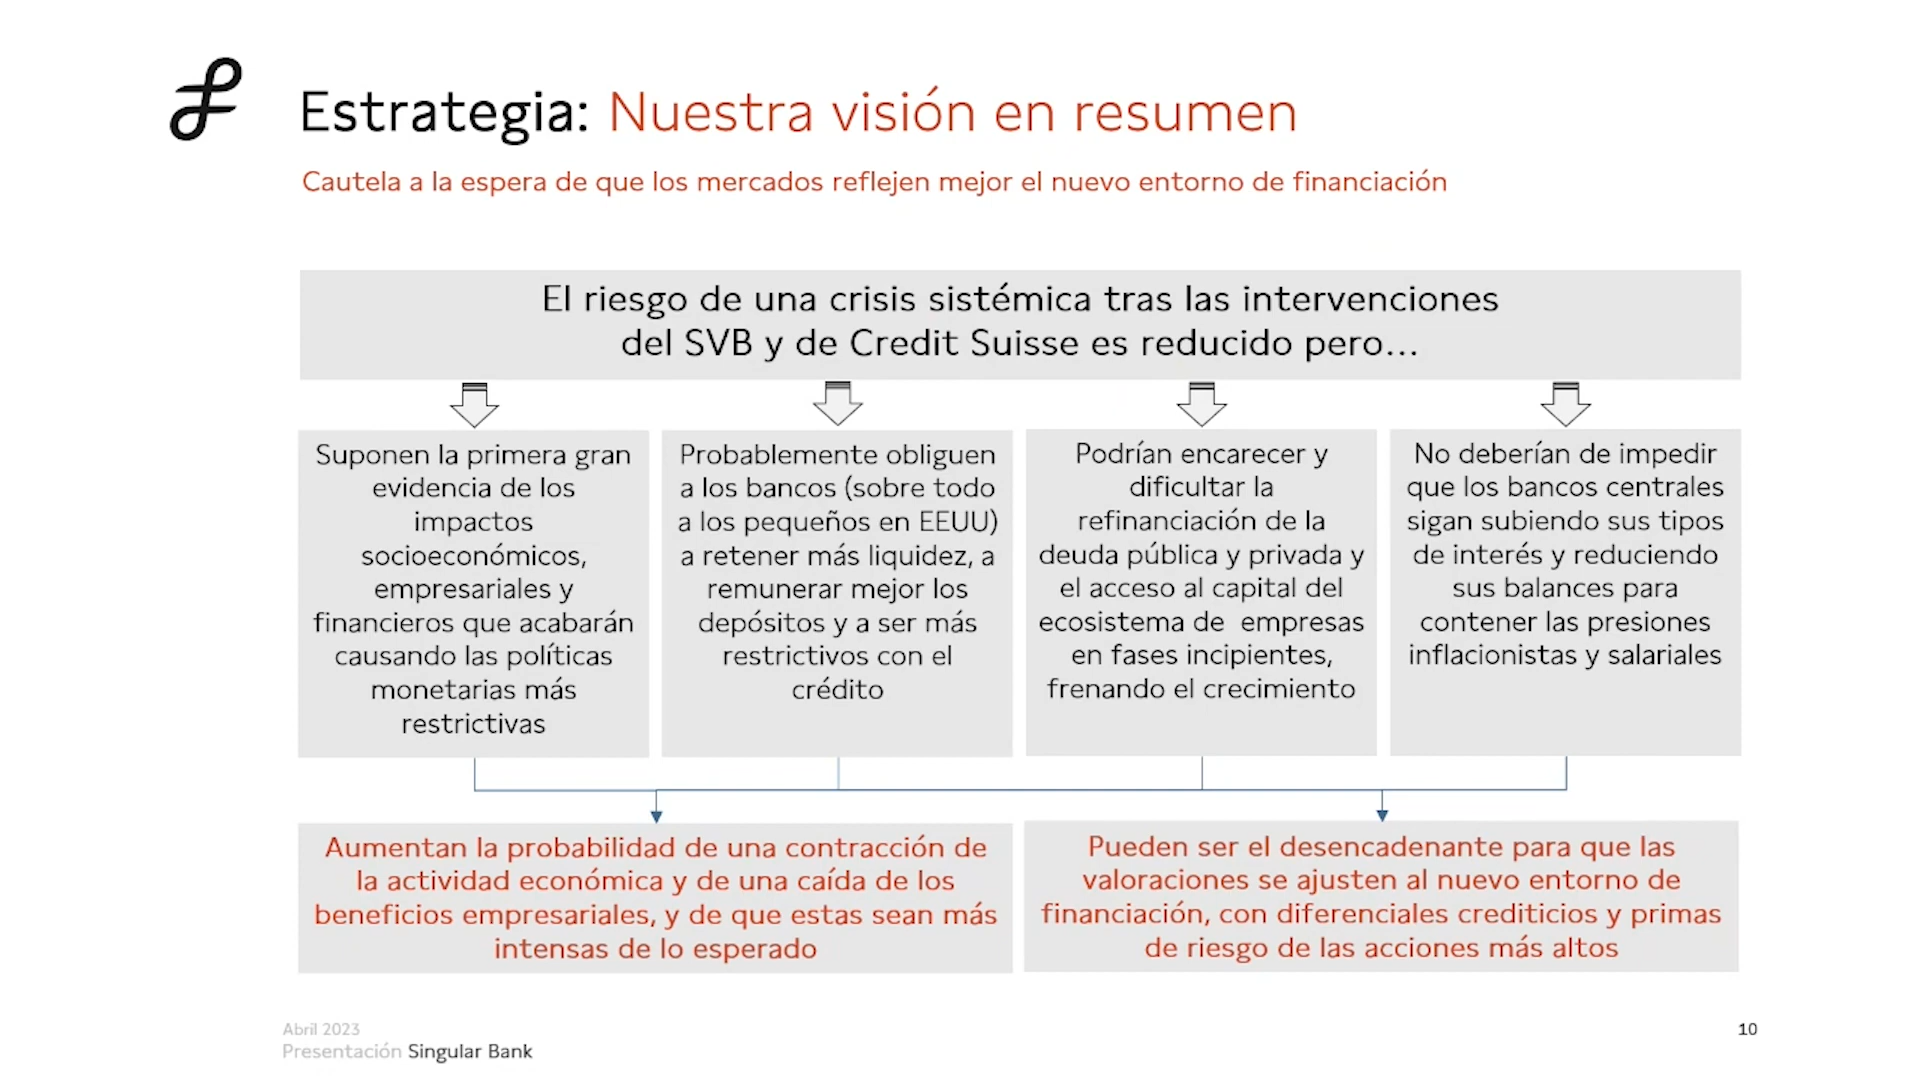 Estrategia: Nuestra visión en resumen
Cautela a la espera de que los mercados reflejen mejor el nuevo entorno de financiación
El riesgo de una crisis sistémica tras las intervenciones
del SVB y de Credit Suisse es reducido pero...
Suponen la primera gran
evidencia de los
impactos
socioeconómicos,
empresariales y
financieros que acabarán
causando las políticas
monetarias más
restrictivas
Probablemente obliguen
a los bancos (sobre todo
a los pequeños en EEUU)
a retener más liquidez, a
remunerar mejor los
depósitos y a ser más
restrictivos con el
crédito
Podrían encarecer y
dificultar la
refinanciación de la
deuda pública y privada y
el acceso al capital del
ecosistema de  empresas
en fases incipientes,
frenando el crecimiento
No deberían de impedir
que los bancos centrales
sigan subiendo sus tipos
de interés y reduciendo
sus balances para
contener las presiones
inflacionistas y salariales
Aumentan la probabilidad de una contracción de
la actividad económica y de una caída de los
beneficios empresariales, y de que estas sean más
intensas de lo esperado
Pueden ser el desencadenante para que las
valoraciones se ajusten al nuevo entorno de
financiación, con diferenciales crediticios y primas
de riesgo de las acciones más altos
Abril 2023
Presentación Singular Bank
10